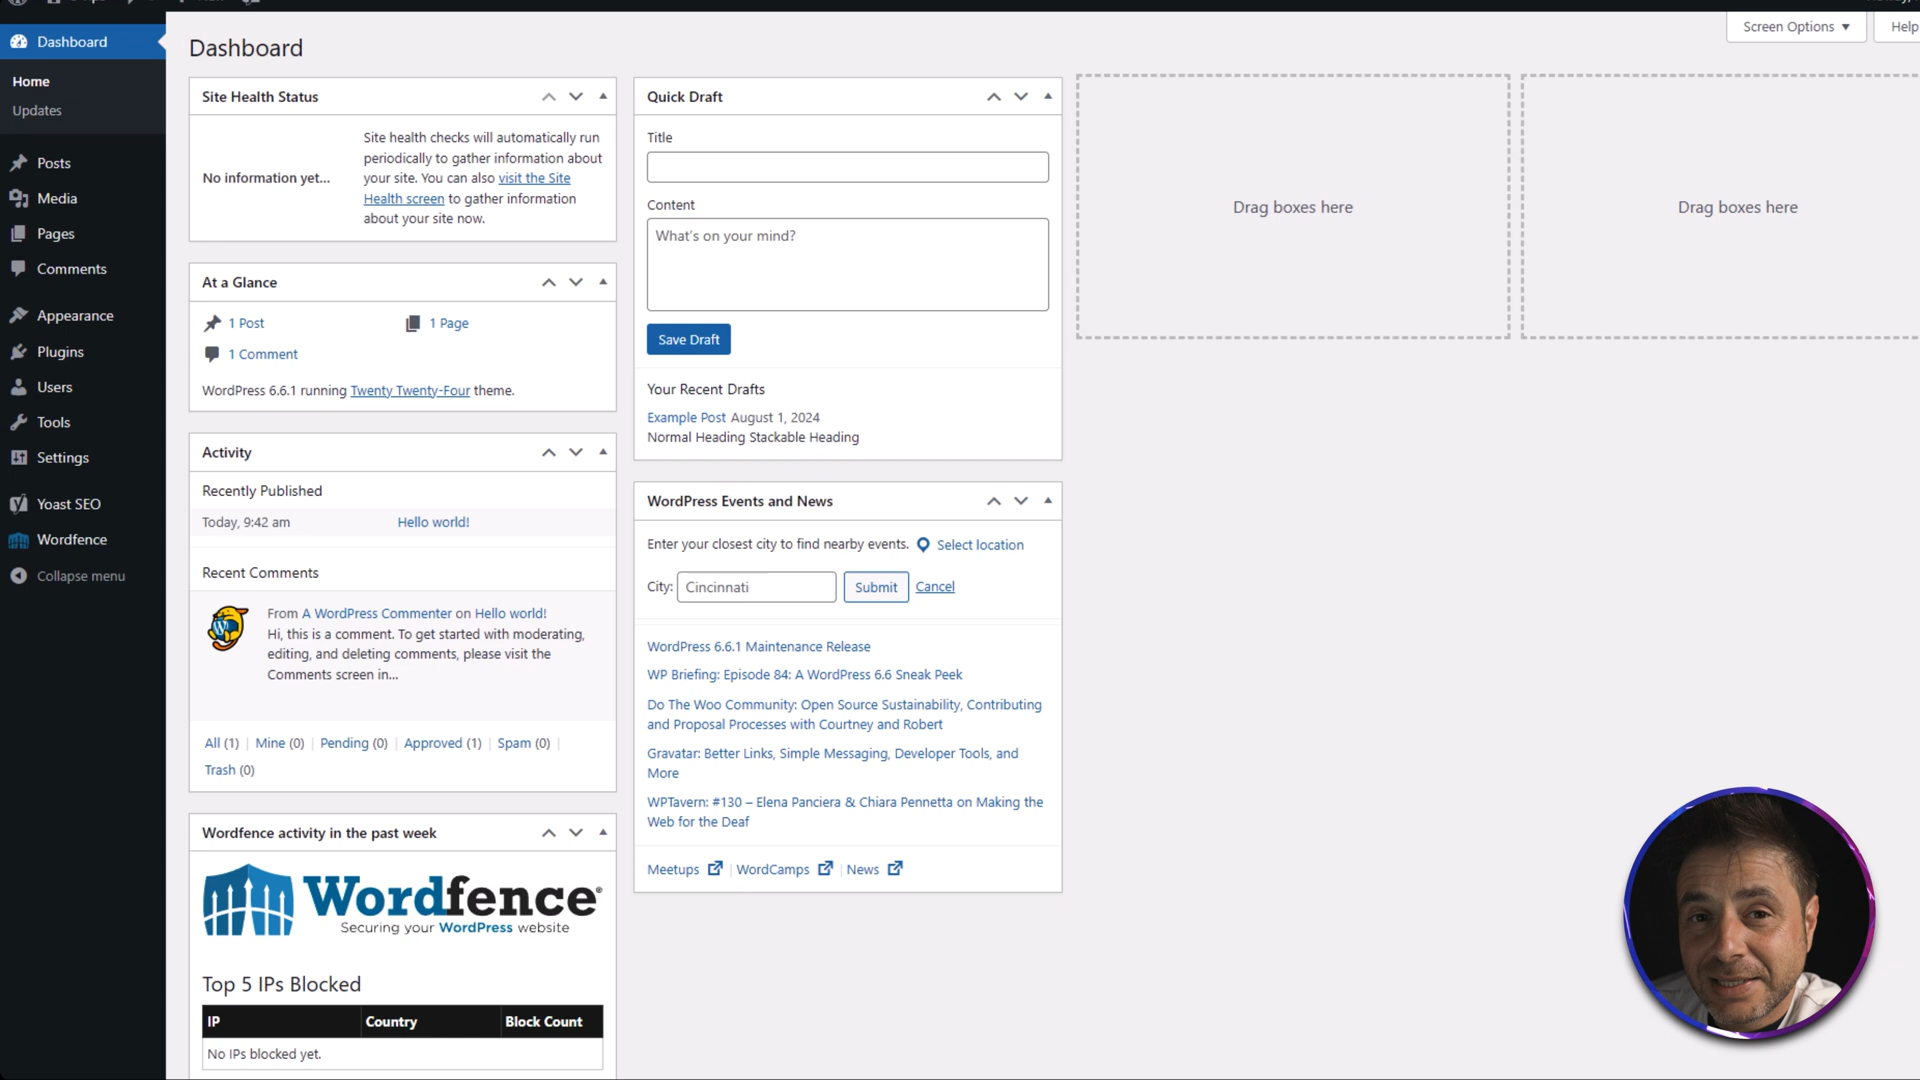 Dashboard
Home
Updates
Posts
Media
Pages
Comments
Appearance
Plugins
Users
Tools
Settings
Yoast SEO
Wordfence
Collapse menu
Screen Options
Help
Dashboard
Site Health Status
No information yet...
Site health checks will automatically run
periodically to gather information about
your site. You can also visit the Site
Health screen to gather information
about your site now.
At a Glance
1 Post
1 Page
1 Comment
WordPress 6.6.1 running Twenty Twenty-Four theme.
Activity
Recently Published
Today, 9:42 am Hello world!
Recent Comments
From A WordPress Commenter on Hello world!
Hi, this is a comment. To get started with moderating,
editing, and deleting comments, please visit the
Comments screen in...
All (1) | Mine (0) | Pending (0) | Approved (1) | Spam (0) |
Trash (0)
Wordfence activity in the past week
Wordfence®
Securing your WordPress website
Top 5 IPs Blocked
IP Country Block Count
No IPs blocked yet.
Quick Draft
Title
Content
What's on your mind?
Save Draft
Your Recent Drafts
Example Post August 1, 2024
Normal Heading Stackable Heading
WordPress Events and News
Enter your closest city to find nearby events. Select location
City: Cincinnati Submit Cancel
WordPress 6.6.1 Maintenance Release
WP Briefing: Episode 84: A WordPress 6.6 Sneak Peek
Do The Woo Community: Open Source Sustainability, Contributing
and Proposal Processes with Courtney and Robert
Gravatar: Better Links, Simple Messaging, Developer Tools, and
More
WPTavern: #130 – Elena Panciera & Chiara Pennetta on Making the
Web for the Deaf
Meetups | WordCamps | News
Drag boxes here
Drag boxes here